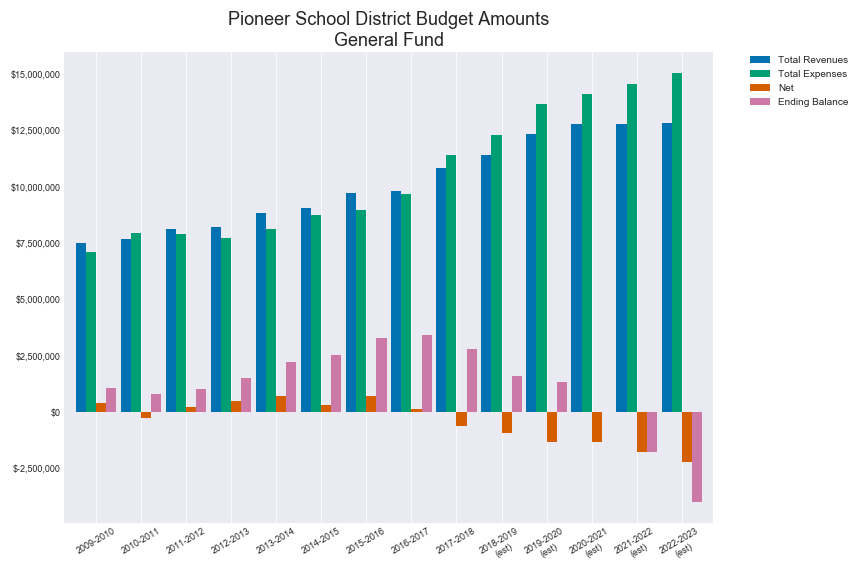 Pioneer School District Budget Amounts
General Fund
Total Revenues
Total Expenses
Net
Ending Balance
$15,000,000
$12,500,000
$10,000,000
$7,500,000
$5,000,000
$2,500,000
$0
$-2,500,000
2009-2010
2010-2011
2011-2012
2012-2013
2013-2014
2014-2015
2015-2016
2016-2017
2017-2018
2018-2019
(est)
2019-2020
(est)
2020-2021
(est)
2021-2022
(est)
2022-2023
(est)